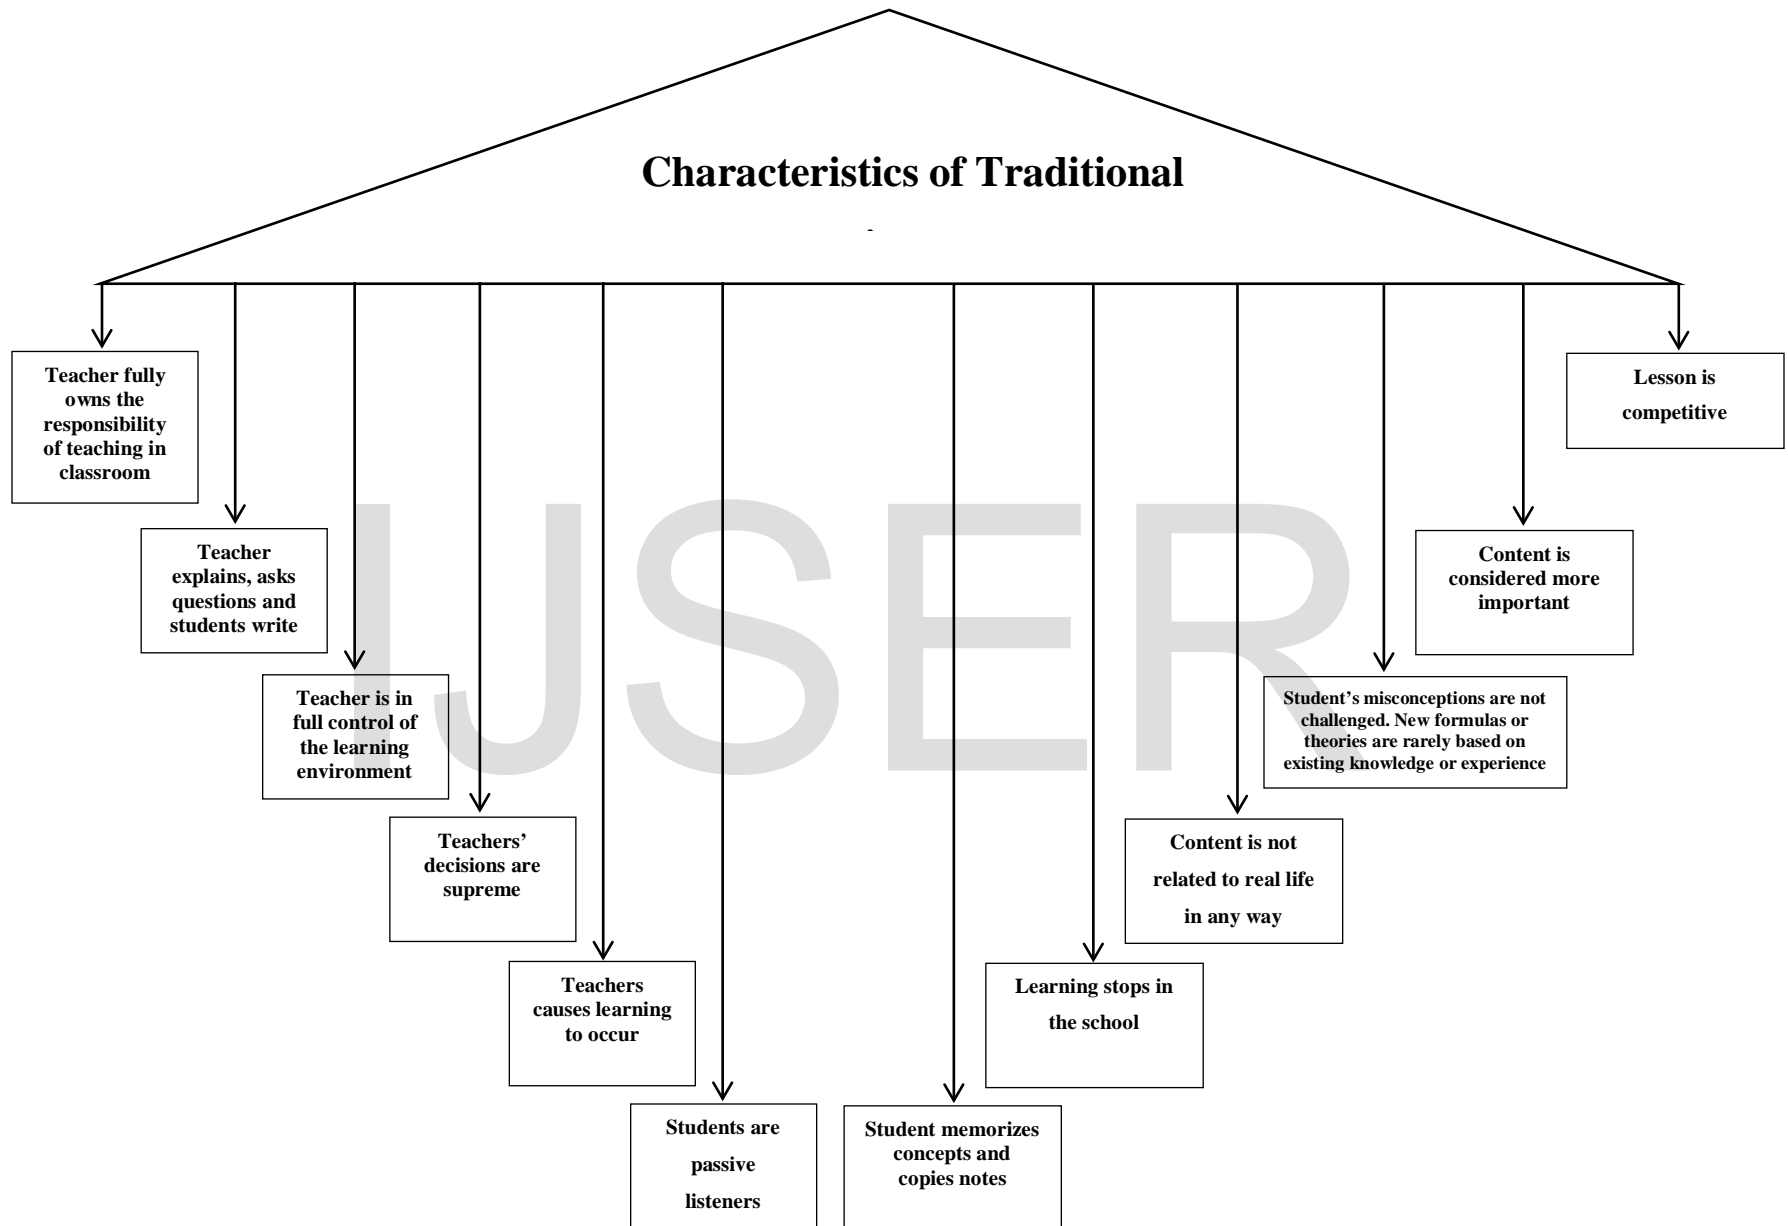 Characteristics of Traditional
Teacher fully
owns the
responsibility
of teaching in
classroom
Teacher
explains, asks
questions and
students write
Teacher is in
full control of
the learning
environment
Teachers’
decisions are
supreme
Teachers
causes learning
to occur
Students are
passive
listeners
Student memorizes
concepts and
copies notes
Learning stops in
the school
Content is not
related to real life
in any way
Student’s misconceptions are not
challenged. New formulas or
theories are rarely based on
existing knowledge or experience
Content is
considered more
important
Lesson is
competitive
IJSER